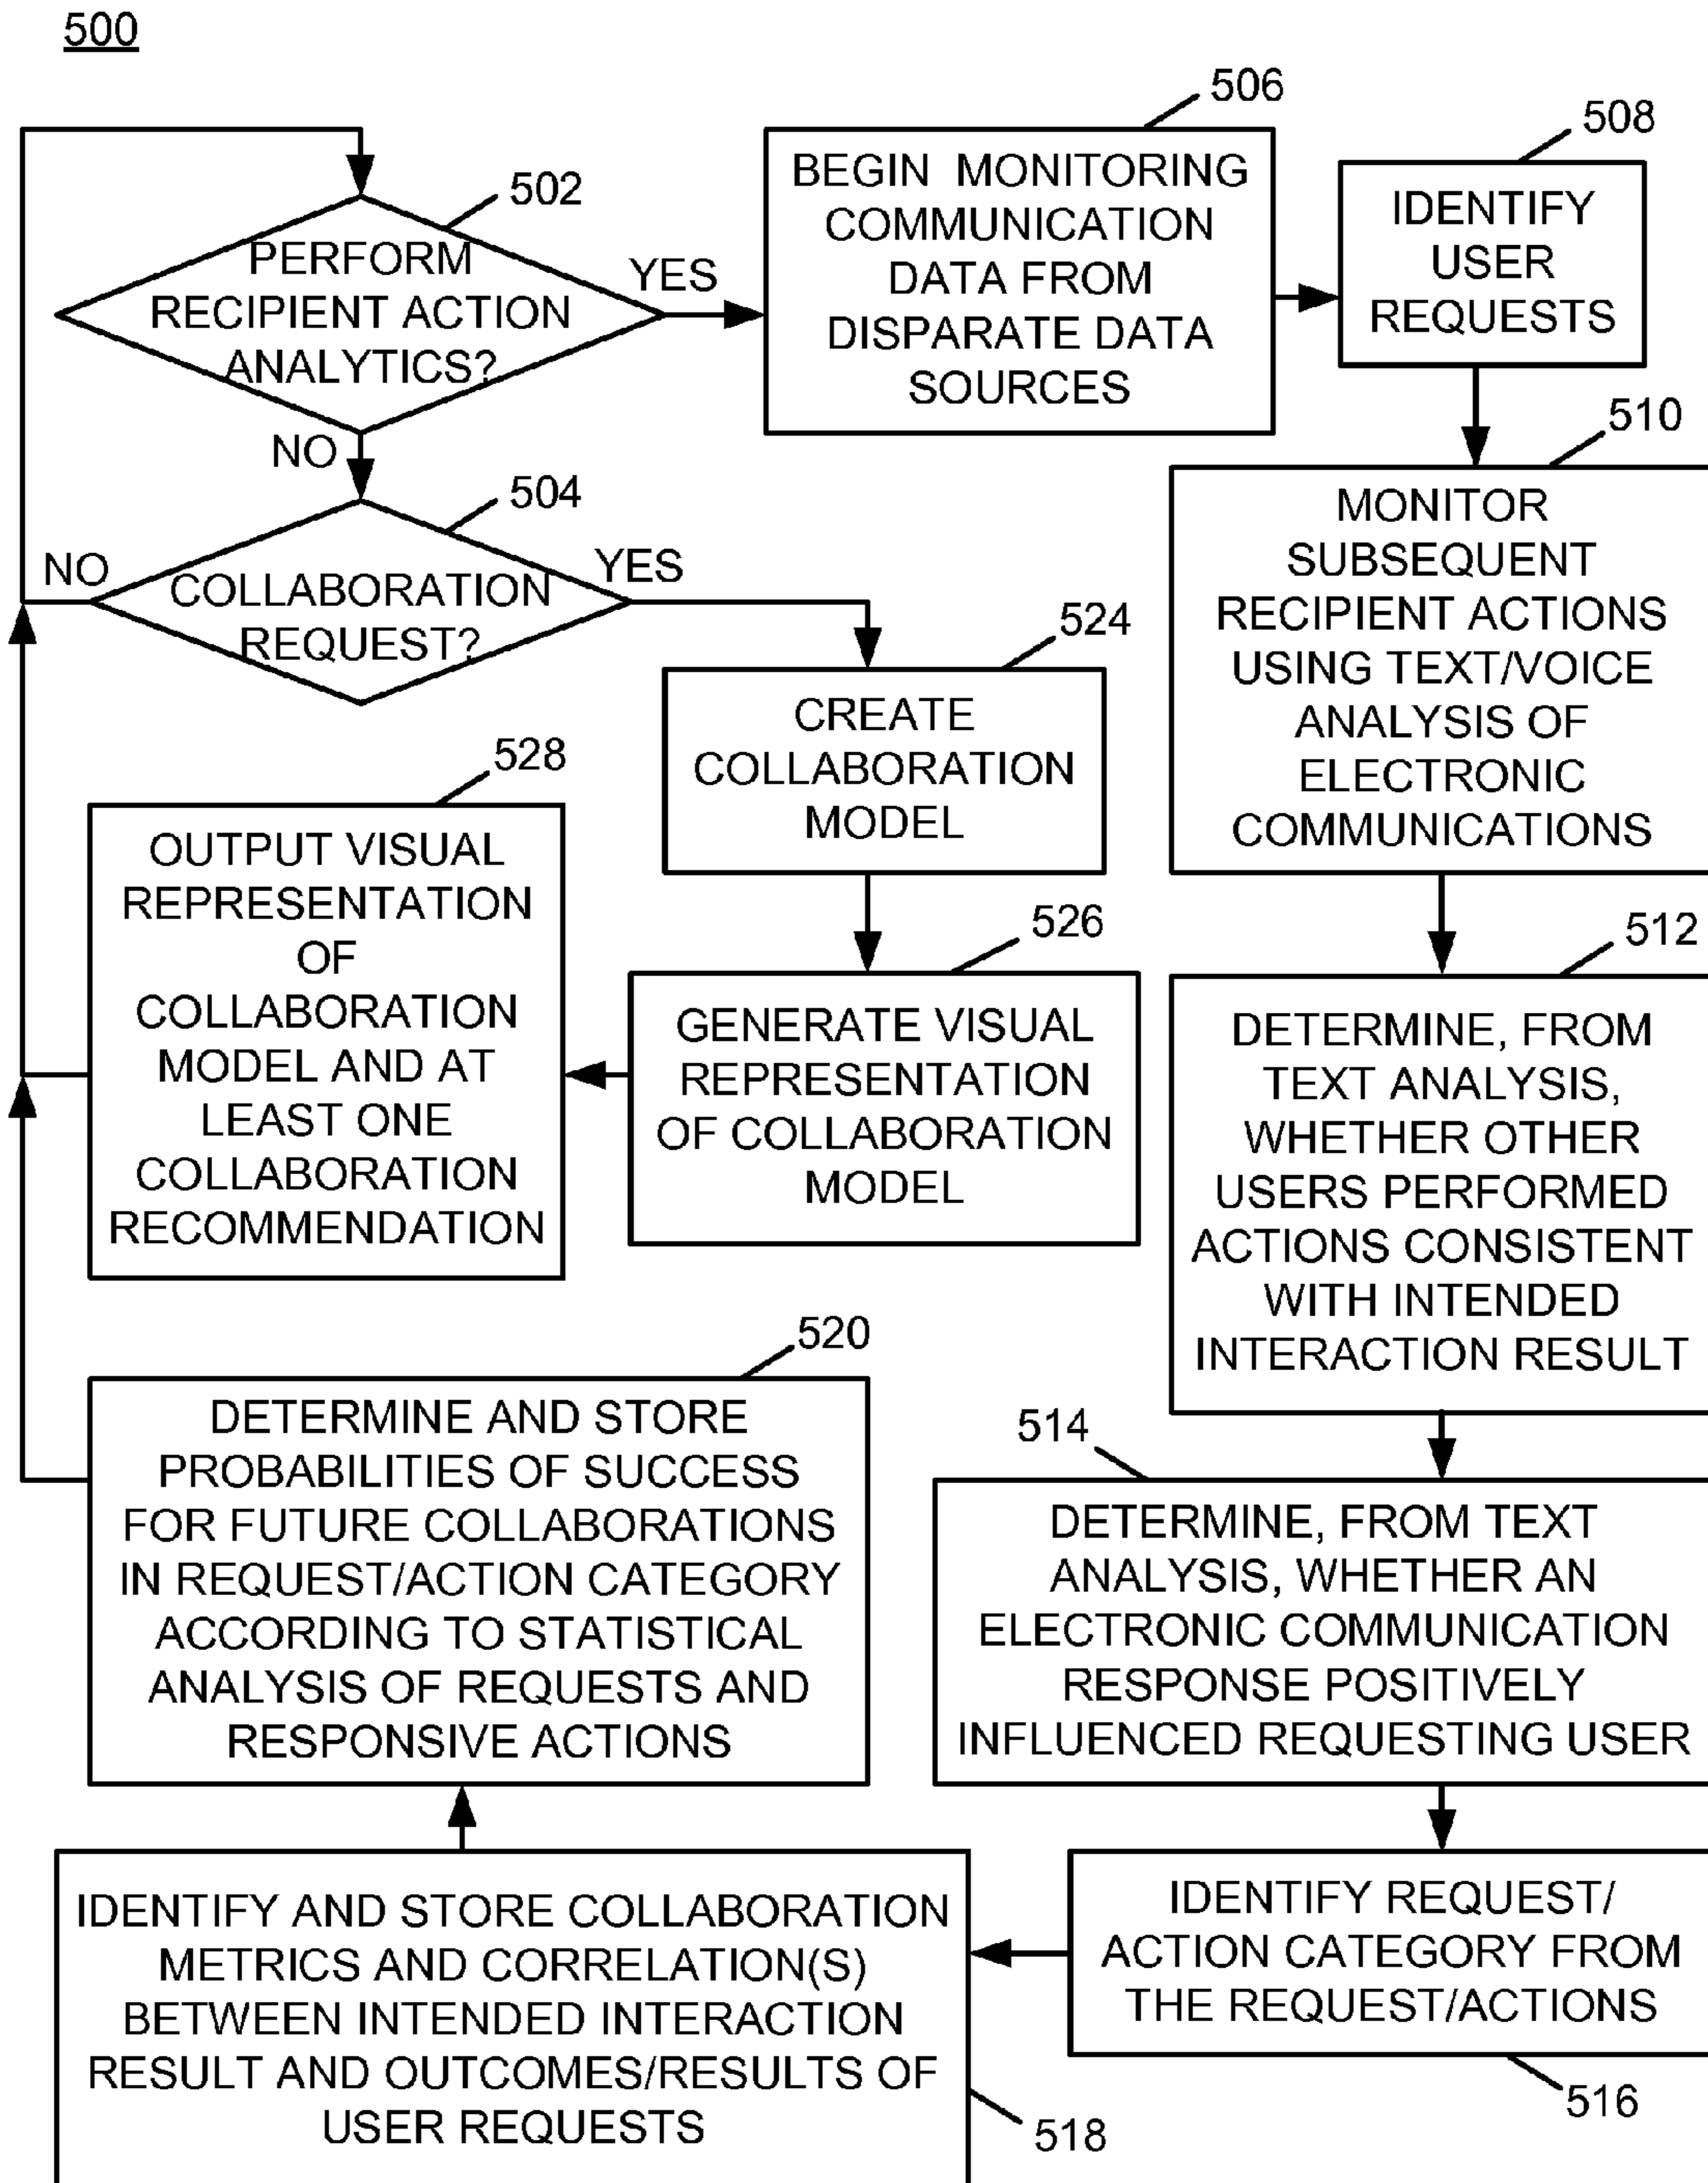 500
502
PERFORM
RECIPIENT ACTION
ANALYTICS?
YES
NO
504
COLLABORATION
REQUEST?
NO
YES
506
BEGIN MONITORING
COMMUNICATION
DATA FROM
DISPARATE DATA
SOURCES
508
IDENTIFY
USER
REQUESTS
510
MONITOR
SUBSEQUENT
RECIPIENT ACTIONS
USING TEXT/VOICE
ANALYSIS OF
ELECTRONIC
COMMUNICATIONS
512
DETERMINE, FROM
TEXT ANALYSIS,
WHETHER OTHER
USERS PERFORMED
ACTIONS CONSISTENT
WITH INTENDED
INTERACTION RESULT
514
DETERMINE, FROM TEXT
ANALYSIS, WHETHER AN
ELECTRONIC COMMUNICATION
RESPONSE POSITIVELY
INFLUENCED REQUESTING USER
IDENTIFY REQUEST/
ACTION CATEGORY FROM
THE REQUEST/ACTIONS
516
IDENTIFY AND STORE COLLABORATION
METRICS AND CORRELATION(S)
BETWEEN INTENDED INTERACTION
RESULT AND OUTCOMES/RESULTS OF
USER REQUESTS
518
520
DETERMINE AND STORE
PROBABILITIES OF SUCCESS
FOR FUTURE COLLABORATIONS
IN REQUEST/ACTION CATEGORY
ACCORDING TO STATISTICAL
ANALYSIS OF REQUESTS AND
RESPONSIVE ACTIONS
524
CREATE
COLLABORATION
MODEL
526
GENERATE VISUAL
REPRESENTATION
OF COLLABORATION
MODEL
528
OUTPUT VISUAL
REPRESENTATION
OF
COLLABORATION
MODEL AND AT
LEAST ONE
COLLABORATION
RECOMMENDATION